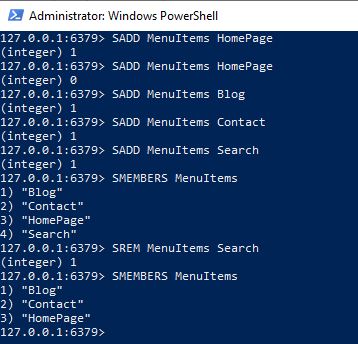 Administrator: Windows PowerShell
127.0.0.1:6379> SADD MenuItems HomePage
(integer) 1
127.0.0.1:6379> SADD MenuItems HomePage
(integer) 0
127.0.0.1:6379> SADD MenuItems Blog
(integer) 1
127.0.0.1:6379> SADD MenuItems Contact
(integer) 1
127.0.0.1:6379> SADD MenuItems Search
(integer) 1
127.0.0.1:6379> SMEMBERS MenuItems
1) "Blog"
2) "Contact"
3) "HomePage"
4) "Search"
127.0.0.1:6379> SREM MenuItems Search
(integer) 1
127.0.0.1:6379> SMEMBERS MenuItems
1) "Blog"
2) "Contact"
3) "HomePage"
127.0.0.1:6379>